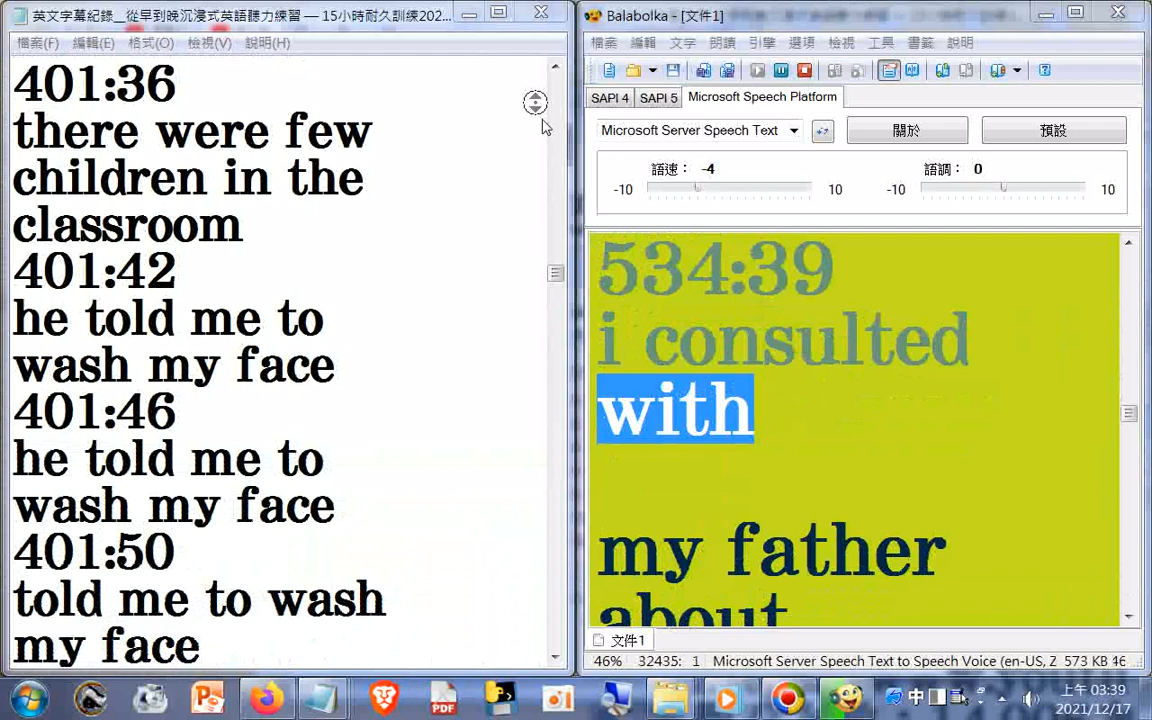 英文字幕紀錄__從早到晚沉浸式英語聽力練習 — 15小時耐久訓練202...
檔案(F) 編輯(E) 格式(O) 檢視(V) 說明(H)
401:36
there were few
children in the
classroom
401:42
he told me to
wash my face
401:46
he told me to
wash my face
401:50
told me to wash
my face
Balabolka - [文件1]
檔案 編輯 文字 朗讀 引擎 選項 檢視 工具 書籤 說明
SAPI 4 SAPI 5 Microsoft Speech Platform
Microsoft Server Speech Text 關於 預設
語速： -4 語調： 0
-10 10 -10 10
534:39
i consulted
with
my father
about
文件1
46% 32435: 1 Microsoft Server Speech Text to Speech Voice (en-US, Z 573 KB 46
PDF 中 上午 03:39
2021/12/17